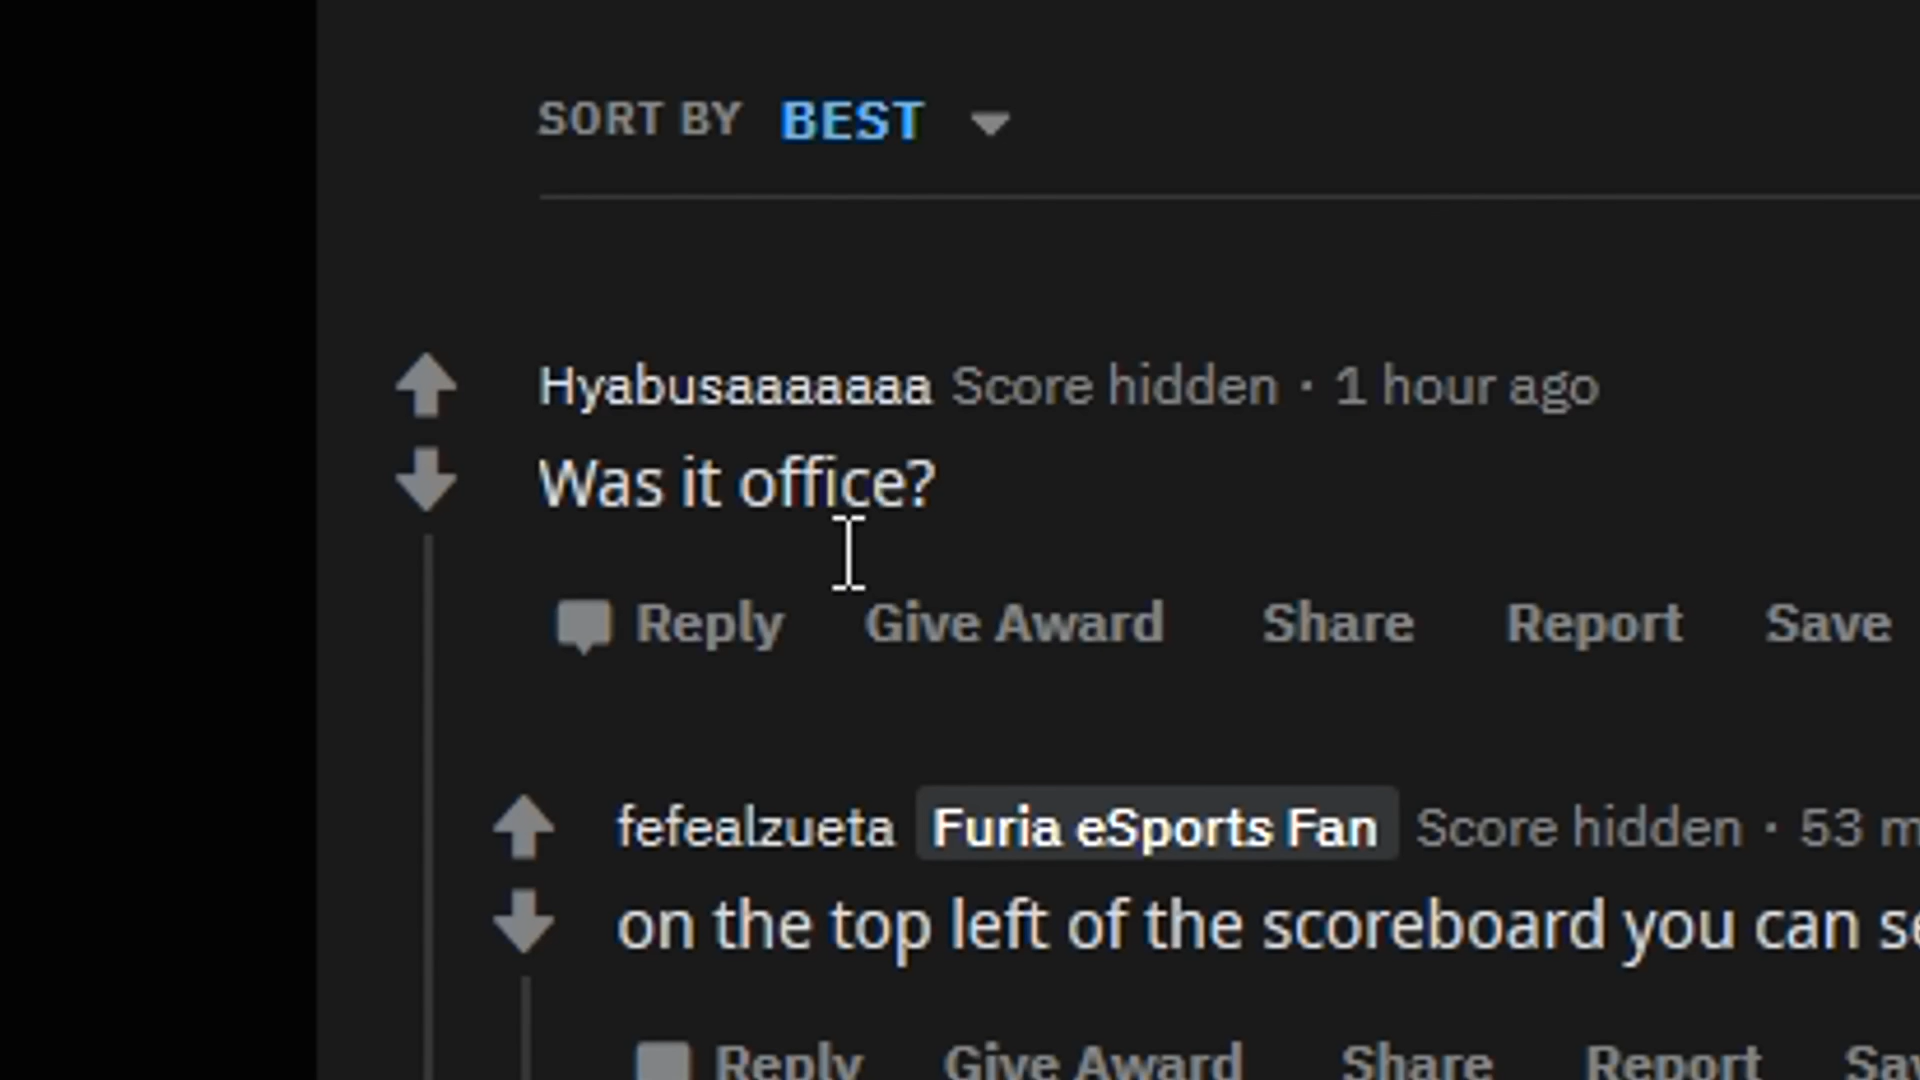 SORT BY BEST
Hyabusaaaaaaa Score hidden · 1 hour ago
Was it office?
Reply Give Award Share Report Save
fefealzueta Furia eSports Fan Score hidden · 53
on the top left of the scoreboard you can
Reply Give Award Share Report